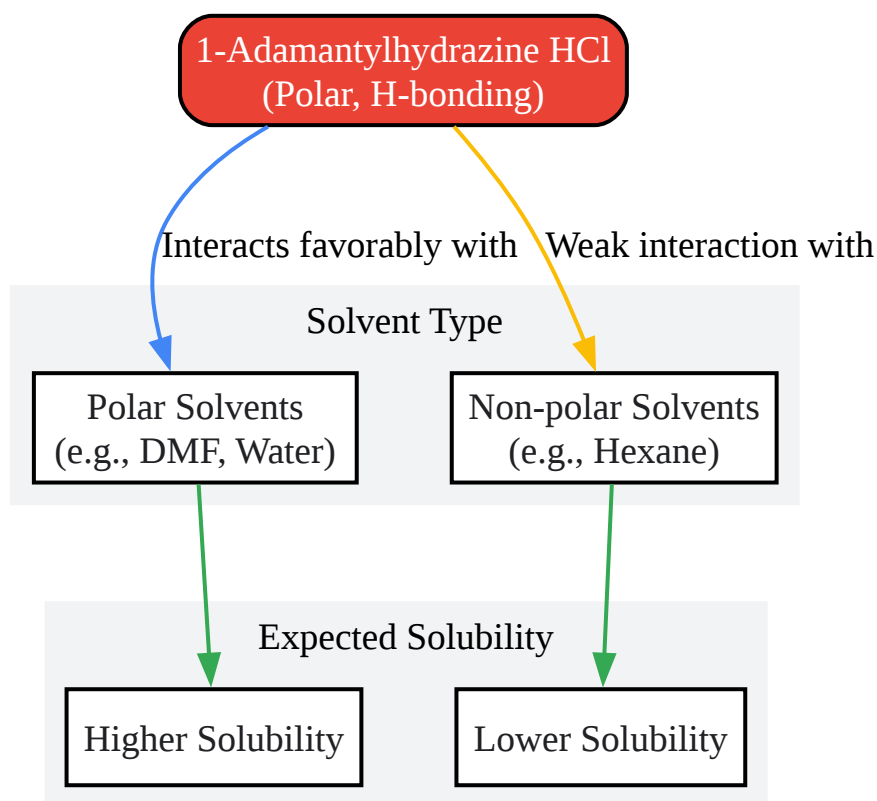 1-Adamantylhydrazine HCl
(Polar, H-bonding)
Interacts favorably with
Weak interaction with
Solvent Type
Polar Solvents
(e.g., DMF, Water)
Non-polar Solvents
(e.g., Hexane)
Expected Solubility
Higher Solubility
Lower Solubility